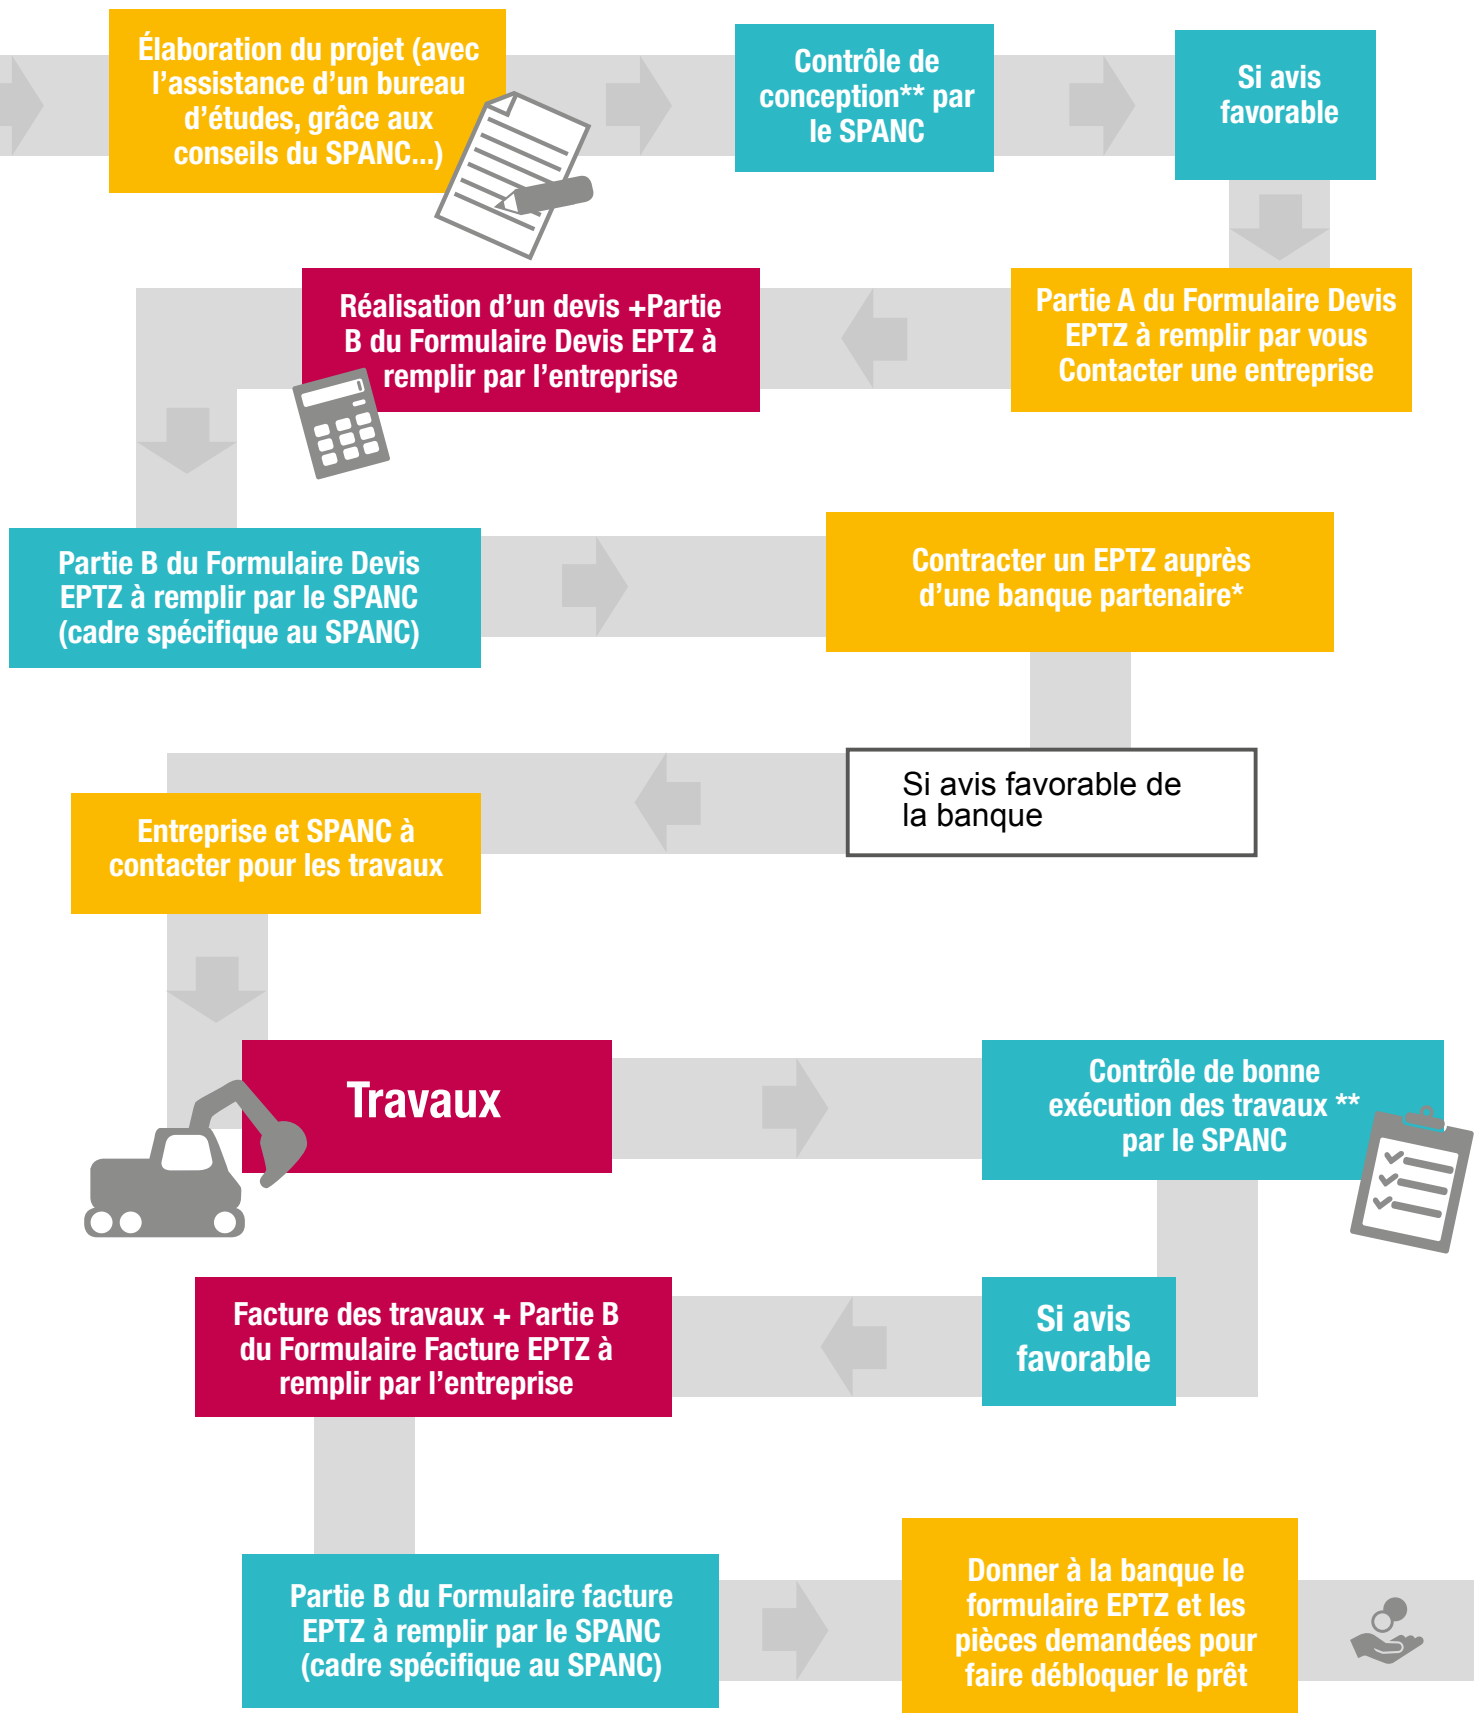 Élaboration du projet (avec
l’assistance d’un bureau
d’études, grâce aux
conseils du SPANC...)
Contrôle de
conception** par
le SPANC
Si avis
favorable
Partie A du Formulaire Devis
EPTZ à remplir par vous
Contacter une entreprise
Réalisation d’un devis +Partie
B du Formulaire Devis EPTZ à
remplir par l’entreprise
Partie B du Formulaire Devis
EPTZ à remplir par le SPANC
(cadre spécifique au SPANC)
Contracter un EPTZ auprès
d’une banque partenaire*
Si avis favorable de
la banque
Entreprise et SPANC à
contacter pour les travaux
Travaux
Contrôle de bonne
exécution des travaux **
par le SPANC
Si avis
favorable
Facture des travaux + Partie B
du Formulaire Facture EPTZ à
remplir par l’entreprise
Partie B du Formulaire facture
EPTZ à remplir par le SPANC
(cadre spécifique au SPANC)
Donner à la banque le
formulaire EPTZ et les
pièces demandées pour
faire débloquer le prêt